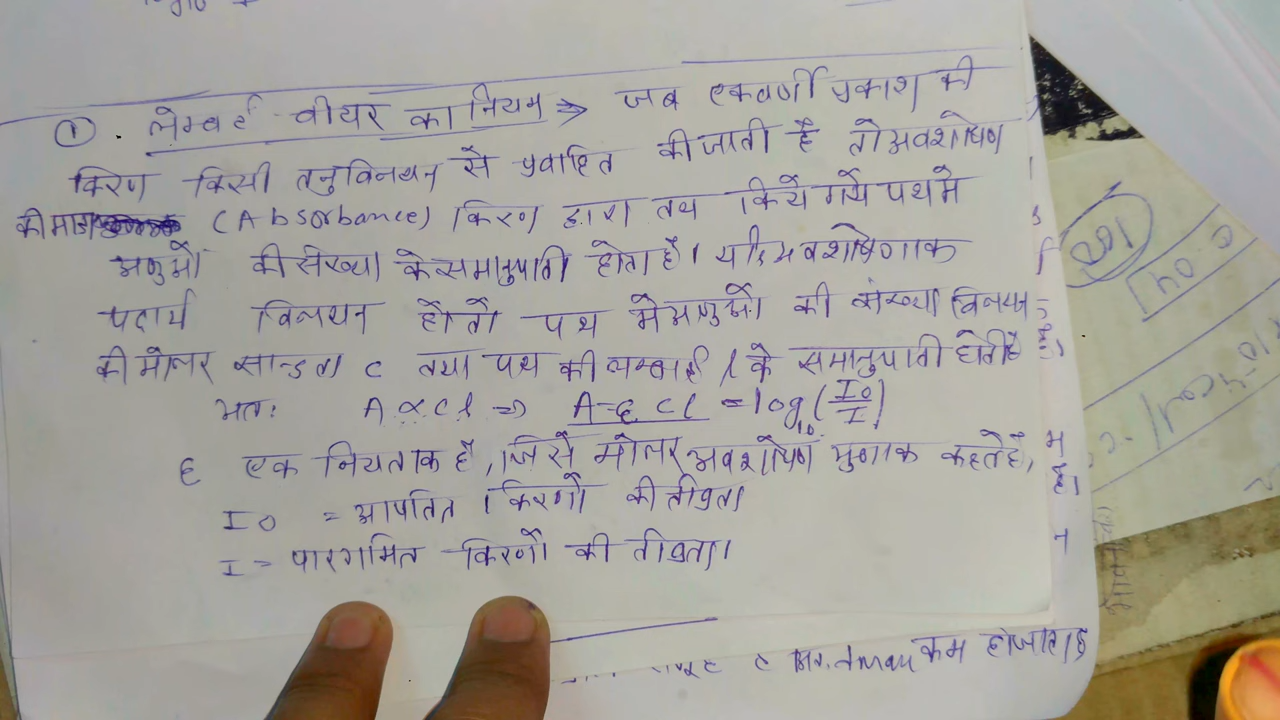 ① . लेम्बर्ट बीयर का नियम ⇒ जब एकवर्णी प्रकाश की
किरण किसी तनुविलयन से प्रवाहित की जाती है तो अवशोषण
की मात्रा (Absorbance) किरण द्वारा तय किये गये पथ मे
अणुओं की संख्या के समानुपाती होता है। यदि अवशोषणाक
पदार्थ विलयन हो तो पथ मे अणुओं की संख्या विलयन
की मोलर सान्द्रता c तथा पथ की लम्बाई l के समानुपाती होती है
अतः A ∝ Cl ⇒ A = ε Cl = log₁₀ (I0/I)
ε एक नियताक है, जिसे मोलर अवशोषण गुणाक कहते है,
I0 = आपतित किरणो की तीव्रता
I = पारगमित किरणों की तीव्रता।
कम हो जाता है